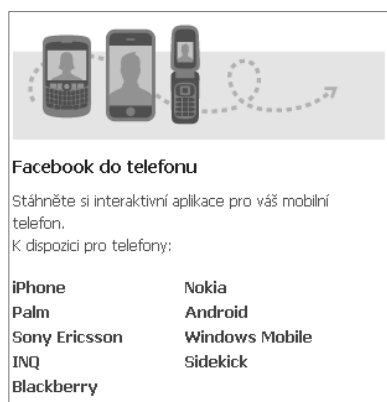 Facebook do telefonu
Stáhněte si interaktivní aplikace pro váš mobilní
telefon.
K dispozici pro telefony:
iPhone
Palm
Sony Ericsson
INQ
Blackberry
Nokia
Android
Windows Mobile
Sidekick